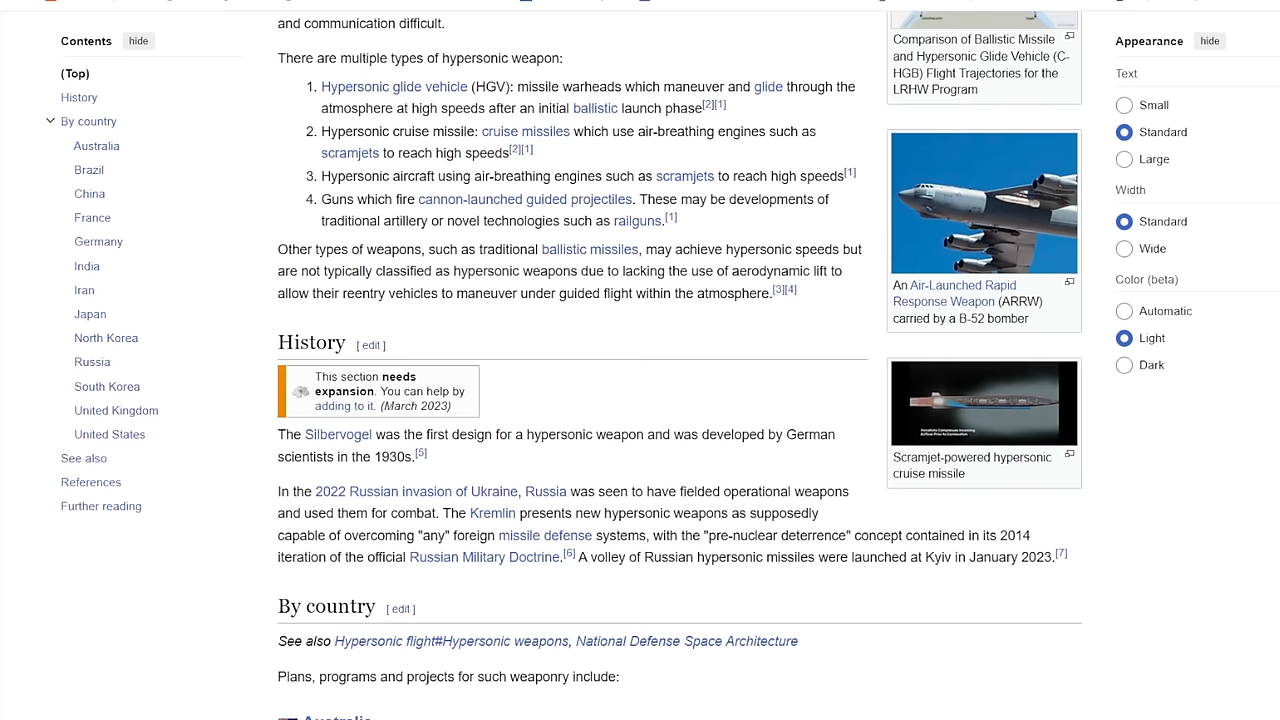 Contents hide
(Top)
History
By country
Australia
Brazil
China
France
Germany
India
Iran
Japan
North Korea
Russia
South Korea
United Kingdom
United States
See also
References
Further reading
and communication difficult.
There are multiple types of hypersonic weapon:
1. Hypersonic glide vehicle (HGV): missile warheads which maneuver and glide through the
atmosphere at high speeds after an initial ballistic launch phase[2][1]
2. Hypersonic cruise missile: cruise missiles which use air-breathing engines such as
scramjets to reach high speeds[2][1]
3. Hypersonic aircraft using air-breathing engines such as scramjets to reach high speeds[1]
4. Guns which fire cannon-launched guided projectiles. These may be developments of
traditional artillery or novel technologies such as railguns.[1]
Other types of weapons, such as traditional ballistic missiles, may achieve hypersonic speeds but
are not typically classified as hypersonic weapons due to lacking the use of aerodynamic lift to
allow their reentry vehicles to maneuver under guided flight within the atmosphere.[3][4]
History [ edit ]
This section needs
expansion. You can help by
adding to it. (March 2023)
The Silbervogel was the first design for a hypersonic weapon and was developed by German
scientists in the 1930s.[5]
In the 2022 Russian invasion of Ukraine, Russia was seen to have fielded operational weapons
and used them for combat. The Kremlin presents new hypersonic weapons as supposedly
capable of overcoming "any" foreign missile defense systems, with the "pre-nuclear deterrence" concept contained in its 2014
iteration of the official Russian Military Doctrine.[6] A volley of Russian hypersonic missiles were launched at Kyiv in January 2023.[7]
By country [ edit ]
See also Hypersonic flight#Hypersonic weapons, National Defense Space Architecture
Plans, programs and projects for such weaponry include:
Australia
Comparison of Ballistic Missile
and Hypersonic Glide Vehicle (C-
HGB) Flight Trajectories for the
LRHW Program
An Air-Launched Rapid
Response Weapon (ARRW)
carried by a B-52 bomber
Scramjet-powered hypersonic
cruise missile
Appearance hide
Text
Small
Standard
Large
Width
Standard
Wide
Color (beta)
Automatic
Light
Dark